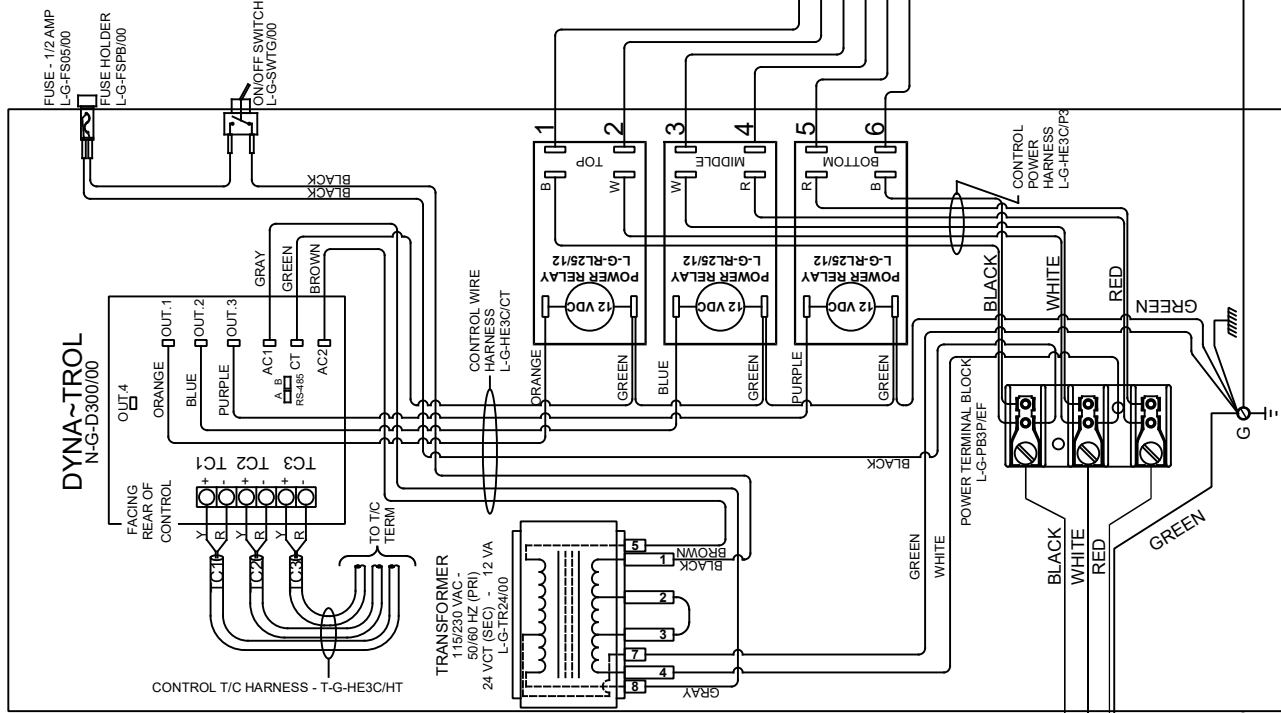 FUSE - 1/2 AMP
L-G-FS05/00
FUSE HOLDER
L-G-FSPB/00
ON/OFF SWITCH
L-G-SWTG/00
BLACK
BLACK
DYNA~TROL
N-G-D300/00
OUT.4
OUT.1
OUT.2
OUT.3
ORANGE
BLUE
PURPLE
AC1
CT
AC2
A B
RS-485
GRAY
GREEN
BROWN
FACING
REAR OF
CONTROL
TC1
TC2
TC3
+
-
+
-
+
-
Y
R
Y
R
Y
R
TC1
TC2
TC3
TO T/C
TERM
CONTROL T/C HARNESS - T-G-HE3C/HT
CONTROL WIRE
HARNESS
L-G-HE3C/CT
1
2
3
4
5
6
TOP
MIDDLE
BOTTOM
B
W
W
R
R
B
POWER RELAY
L-G-RL25/12
POWER RELAY
L-G-RL25/12
POWER RELAY
L-G-RL25/12
12 VDC
12 VDC
12 VDC
ORANGE
GREEN
BLUE
GREEN
PURPLE
GREEN
CONTROL
POWER
HARNESS
L-G-HE3C/P3
BLACK
WHITE
RED
GREEN
BLACK
TRANSFORMER
115/230 VAC -
50/60 HZ (PRI)
24 VCT (SEC) - 12 VA
L-G-TR24/00
5
BROWN
1
BLACK
2
3
7
4
8
GRAY
GREEN
WHITE
POWER TERMINAL BLOCK
L-G-PB3P/EF
G
BLACK
WHITE
RED
GREEN